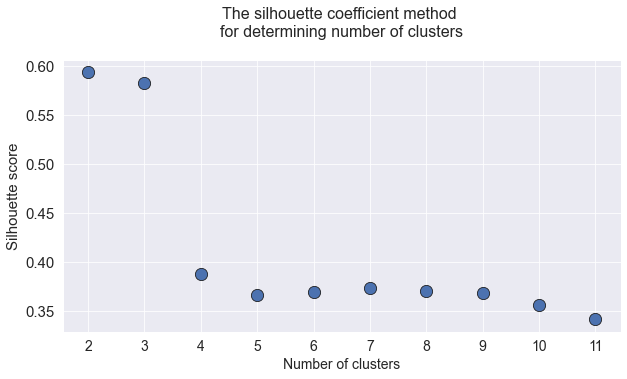 The silhouette coefficient method
for determining number of clusters
0.60
0.55
0.50
0.45
0.40
0.35
Silhouette score
2 3 4 5 6 7 8 9 10 11
Number of clusters